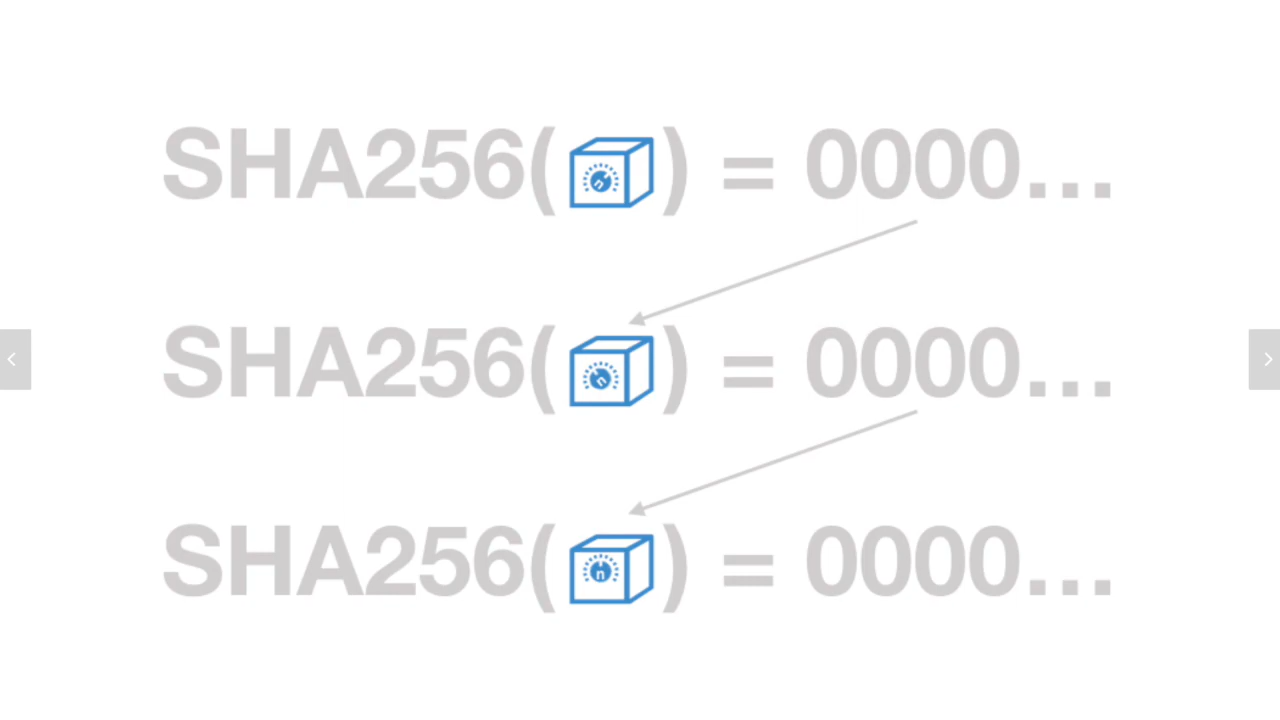 SHA256( n ) = 0000...
SHA256( n ) = 0000...
SHA256( n ) = 0000...